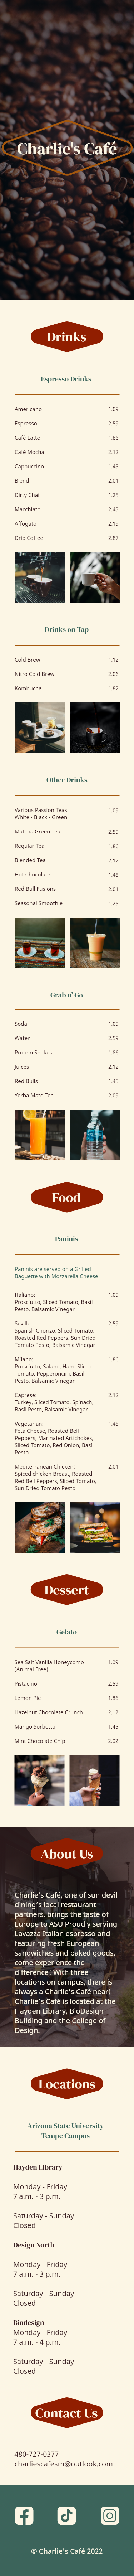 Charlie's Café
Drinks
Espresso Drinks
Americano 1.09
Espresso 2.59
Café Latte 1.86
Café Mocha 2.12
Cappuccino 1.45
Blend 2.01
Dirty Chai 1.25
Macchiato 2.43
Affogato 2.19
Drip Coffee 2.87
Drinks on Tap
Cold Brew 1.12
Nitro Cold Brew 2.06
Kombucha 1.82
Other Drinks
Various Passion Teas 1.09
White - Black - Green
Matcha Green Tea 2.59
Regular Tea 1.86
Blended Tea 2.12
Hot Chocolate 1.45
Red Bull Fusions 2.01
Seasonal Smoothie 1.25
Grab n' Go
Soda 1.09
Water 2.59
Protein Shakes 1.86
Juices 2.12
Red Bulls 1.45
Yerba Mate Tea 2.09
Food
Paninis
Paninis are served on a Grilled
Baguette with Mozzarella Cheese
Italiano: 1.09
Prosciutto, Sliced Tomato, Basil
Pesto, Balsamic Vinegar
Seville: 2.59
Spanish Chorizo, Sliced Tomato,
Roasted Red Peppers, Sun Dried
Tomato Pesto, Balsamic Vinegar
Milano: 1.86
Prosciutto, Salami, Ham, Sliced
Tomato, Pepperoncini, Basil
Pesto, Balsamic Vinegar
Caprese: 2.12
Turkey, Sliced Tomato, Spinach,
Basil Pesto, Balsamic Vinegar
Vegetarian: 1.45
Feta Cheese, Roasted Bell
Peppers, Marinated Artichokes,
Sliced Tomato, Red Onion, Basil
Pesto
Mediterranean Chicken: 2.01
Spiced chicken Breast, Roasted
Red Bell Peppers, Sliced Tomato,
Sun Dried Tomato Pesto
Dessert
Gelato
Sea Salt Vanilla Honeycomb 1.09
(Animal Free)
Pistachio 2.59
Lemon Pie 1.86
Hazelnut Chocolate Crunch 2.12
Mango Sorbetto 1.45
Mint Chocolate Chip 2.02
About Us
Charlie's Café, one of sun devil
dining's local restaurant
partners, brings the taste of
Europe to ASU Proudly serving
Lavazza Italian espresso and
featuring fresh European
sandwiches and baked goods,
come experience the
difference! With three
locations on campus, there is
always a Charlie's Café near!
Charlie's Café is located at the
Hayden Library, BioDesign
Building and the College of
Design.
Locations
Arizona State University
Tempe Campus
Hayden Library
Monday - Friday
7 a.m. - 3 p.m.
Saturday - Sunday
Closed
Design North
Monday - Friday
7 a.m. - 3 p.m.
Saturday - Sunday
Closed
Biodesign
Monday - Friday
7 a.m. - 4 p.m.
Saturday - Sunday
Closed
Contact Us
480-727-0377
charliescafesm@outlook.com
© Charlie's Café 2022